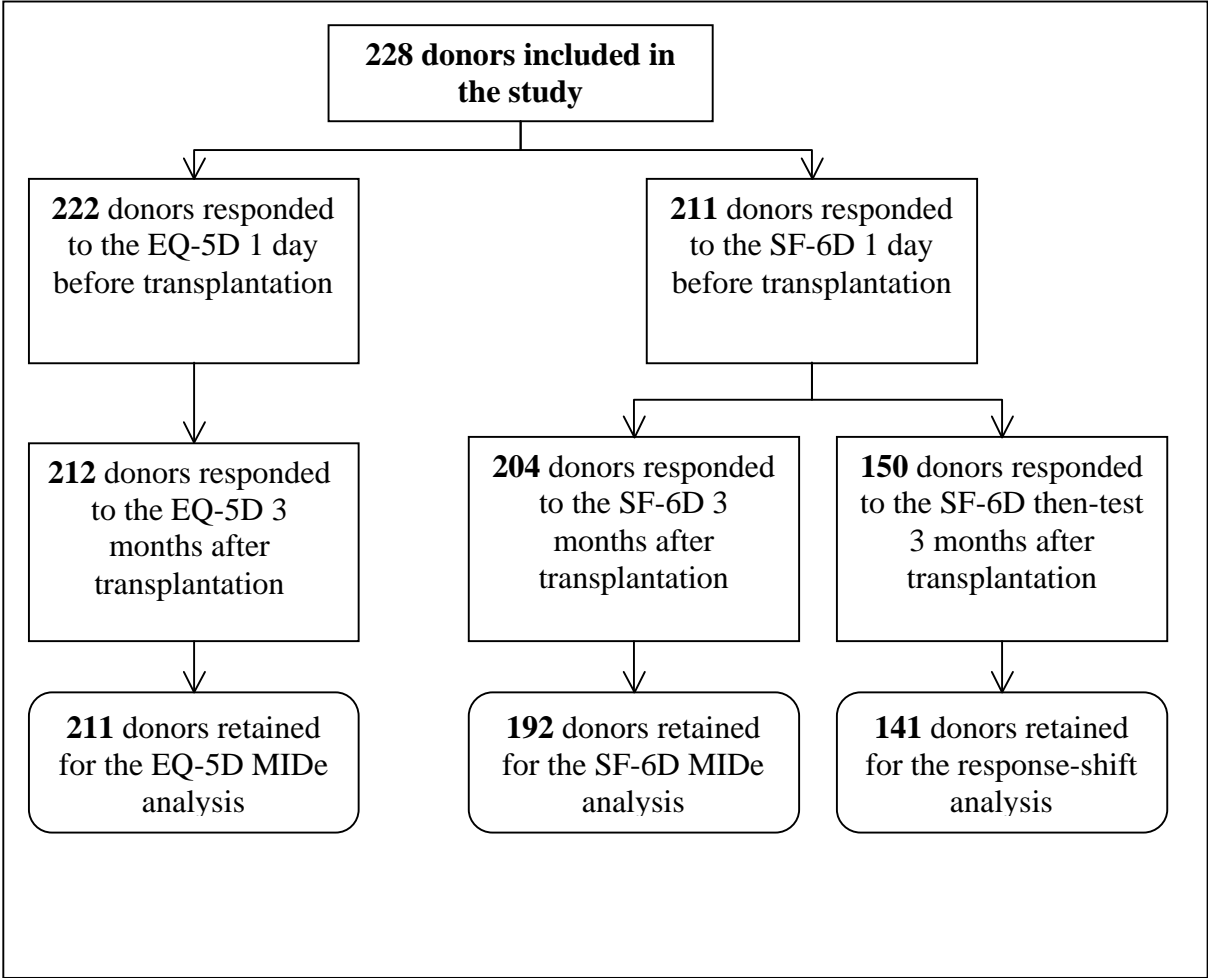 228 donors included in
the study
222 donors responded
to the EQ-5D 1 day
before transplantation
211 donors responded
to the SF-6D 1 day
before transplantation
212 donors responded
to the EQ-5D 3
months after
transplantation
204 donors responded
to the SF-6D 3
months after
transplantation
150 donors responded
to the SF-6D then-test
3 months after
transplantation
211 donors retained
for the EQ-5D MIDe
analysis
192 donors retained
for the SF-6D MIDe
analysis
141 donors retained
for the response-shift
analysis